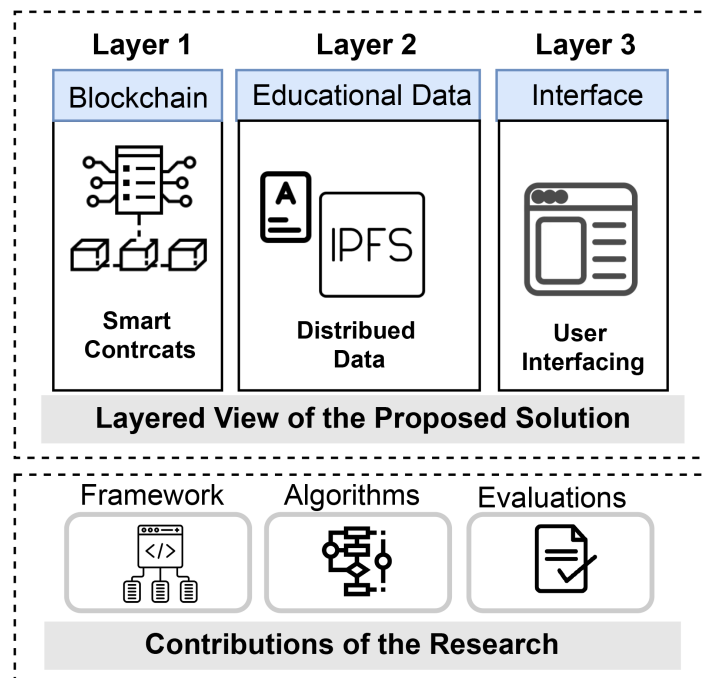 Layer 1
Layer 2
Layer 3
Blockchain
Educational Data
Interface
A
IPFS
Smart
Contrcats
Distribued
Data
User
Interfacing
Layered View of the Proposed Solution
Framework
Algorithms
Evaluations
</>
Contributions of the Research